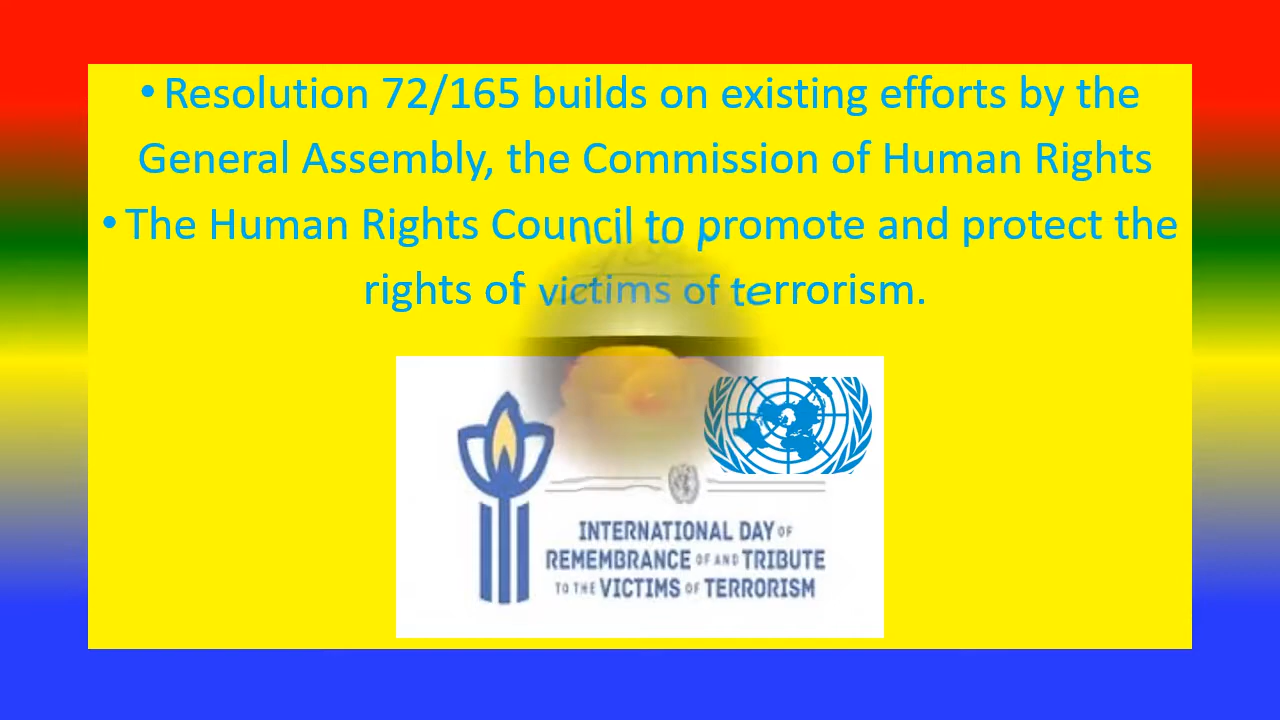 • Resolution 72/165 builds on existing efforts by the
General Assembly, the Commission of Human Rights
• The Human Rights Council to promote and protect the
rights of victims of terrorism.
INTERNATIONAL DAY OF
REMEMBRANCE OF AND TRIBUTE
TO THE VICTIMS OF TERRORISM